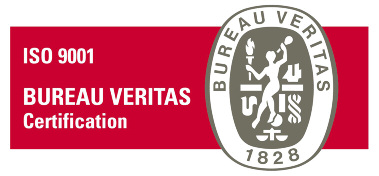 ISO 9001
BUREAU VERITAS
Certification
BUREAU VERITAS
1828